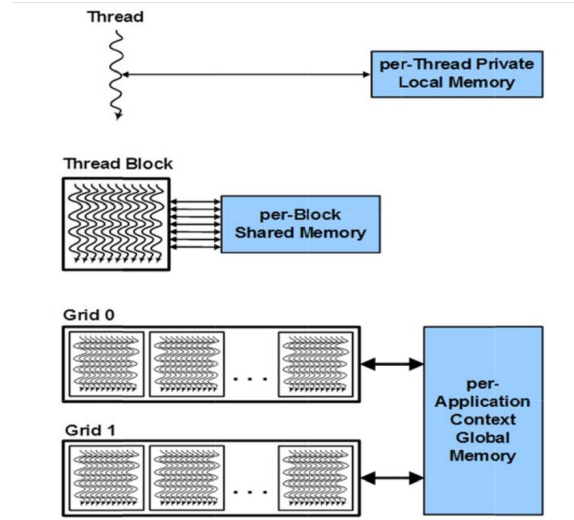 Thread
per-Thread Private
Local Memory
Thread Block
per-Block
Shared Memory
Grid 0
. . .
Grid 1
. . .
per-
Application
Context
Global
Memory